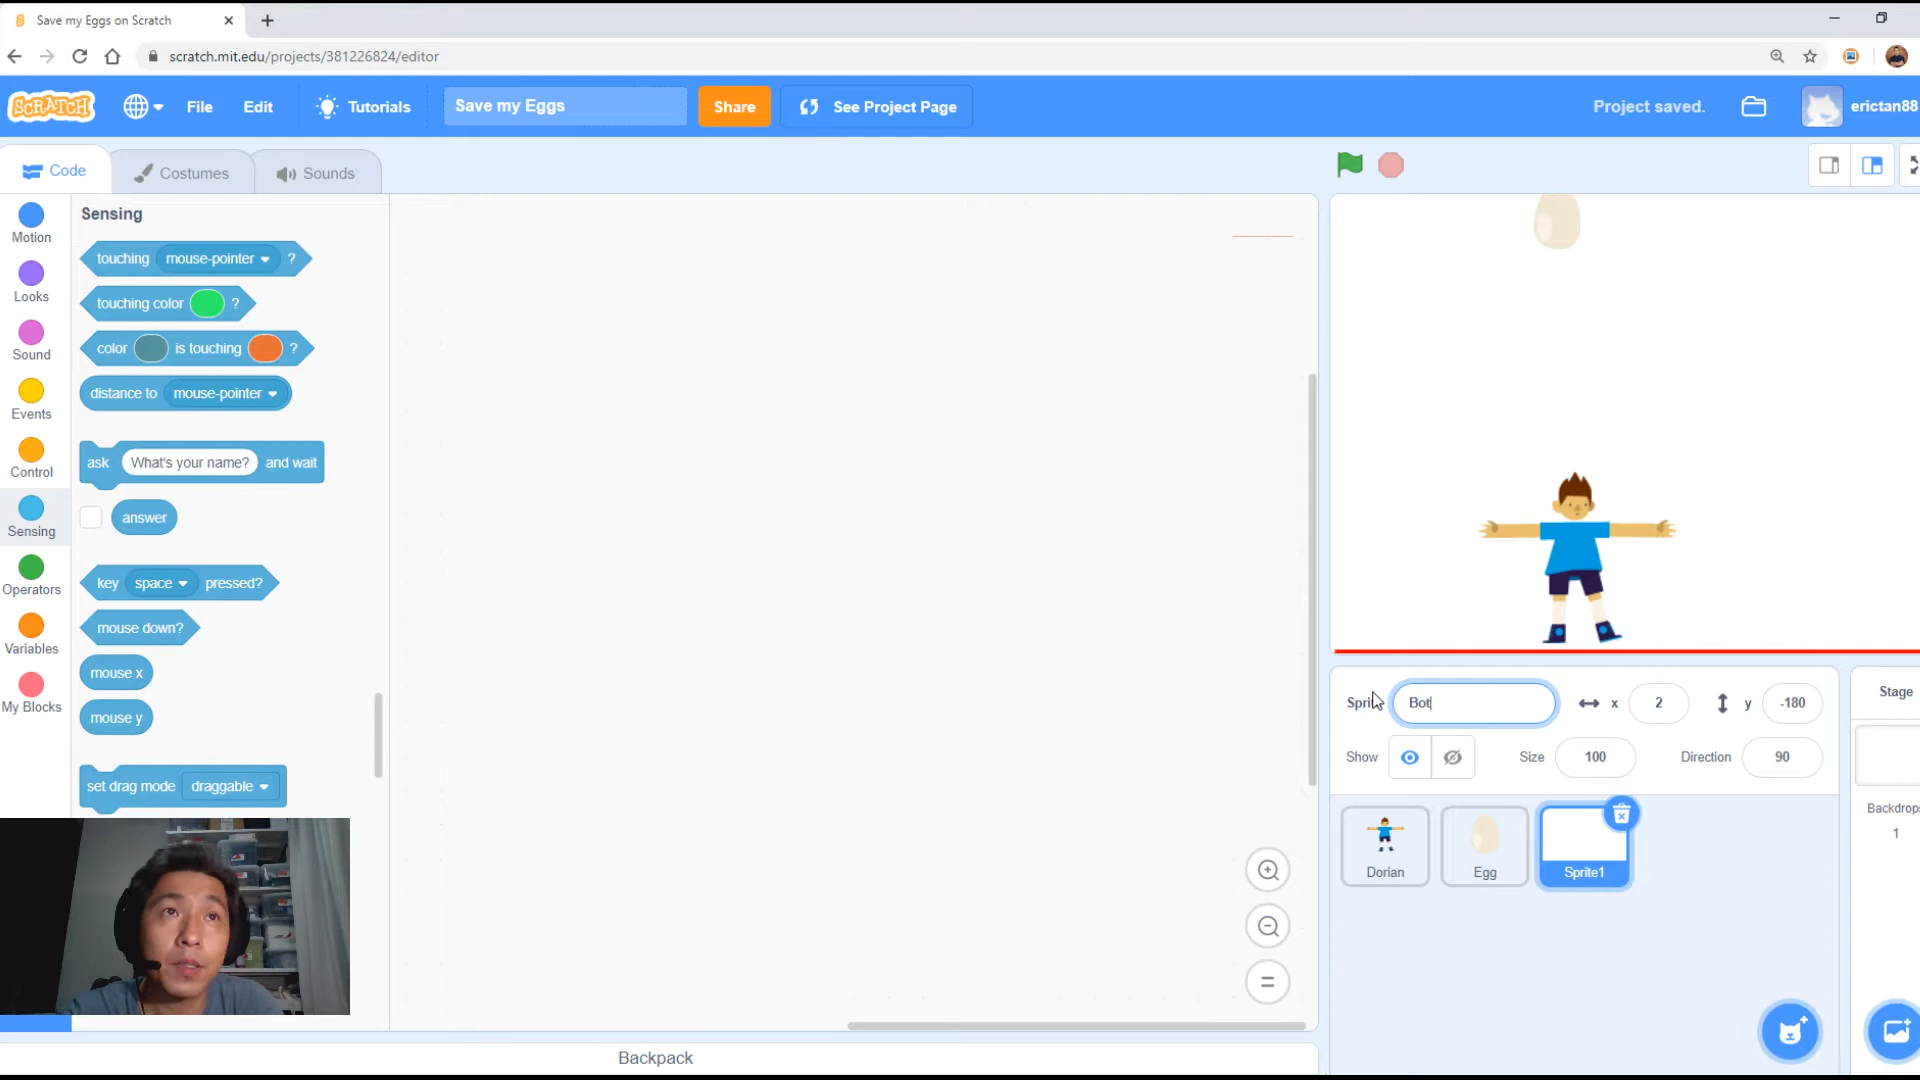 Save my Eggs on Scratch
scratch.mit.edu/projects/381226824/editor
SCRATCH
File
Edit
Tutorials
Save my Eggs
Share
See Project Page
Project saved.
erictan88
Code
Costumes
Sounds
Motion
Looks
Sound
Events
Control
Sensing
Operators
Variables
My Blocks
Sensing
touching mouse-pointer ?
touching color ?
color is touching ?
distance to mouse-pointer
ask What's your name? and wait
answer
key space pressed?
mouse down?
mouse x
mouse y
set drag mode draggable
Backpack
Bot
x 2
y -180
Show
Size 100
Direction 90
Dorian
Egg
Sprite1
Stage
Backdrops
1